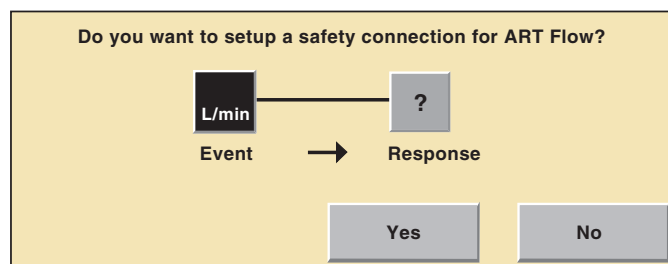 Do you want to setup a safety connection for ART Flow?
L/min
?
Event
Response
Yes
No